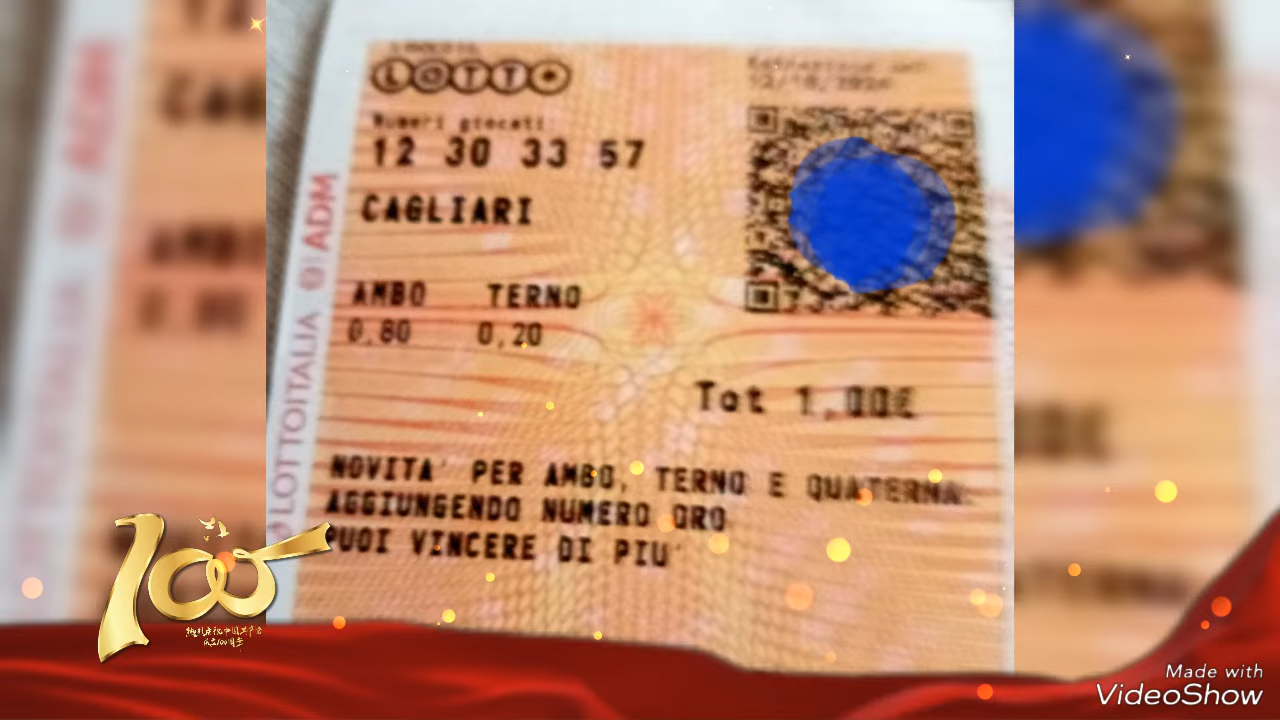 LOTTO
Numeri giocati
12 30 33 57
CAGLIARI
AMBO TERNO
0,80 0,20
Tot 1,00€
NOVITA' PER AMBO, TERNO E QUATERNA:
AGGIUNGENDO NUMERO ORO
PUOI VINCERE DI PIU'
LOTTOITALIA ADM
100
Made with
VideoShow